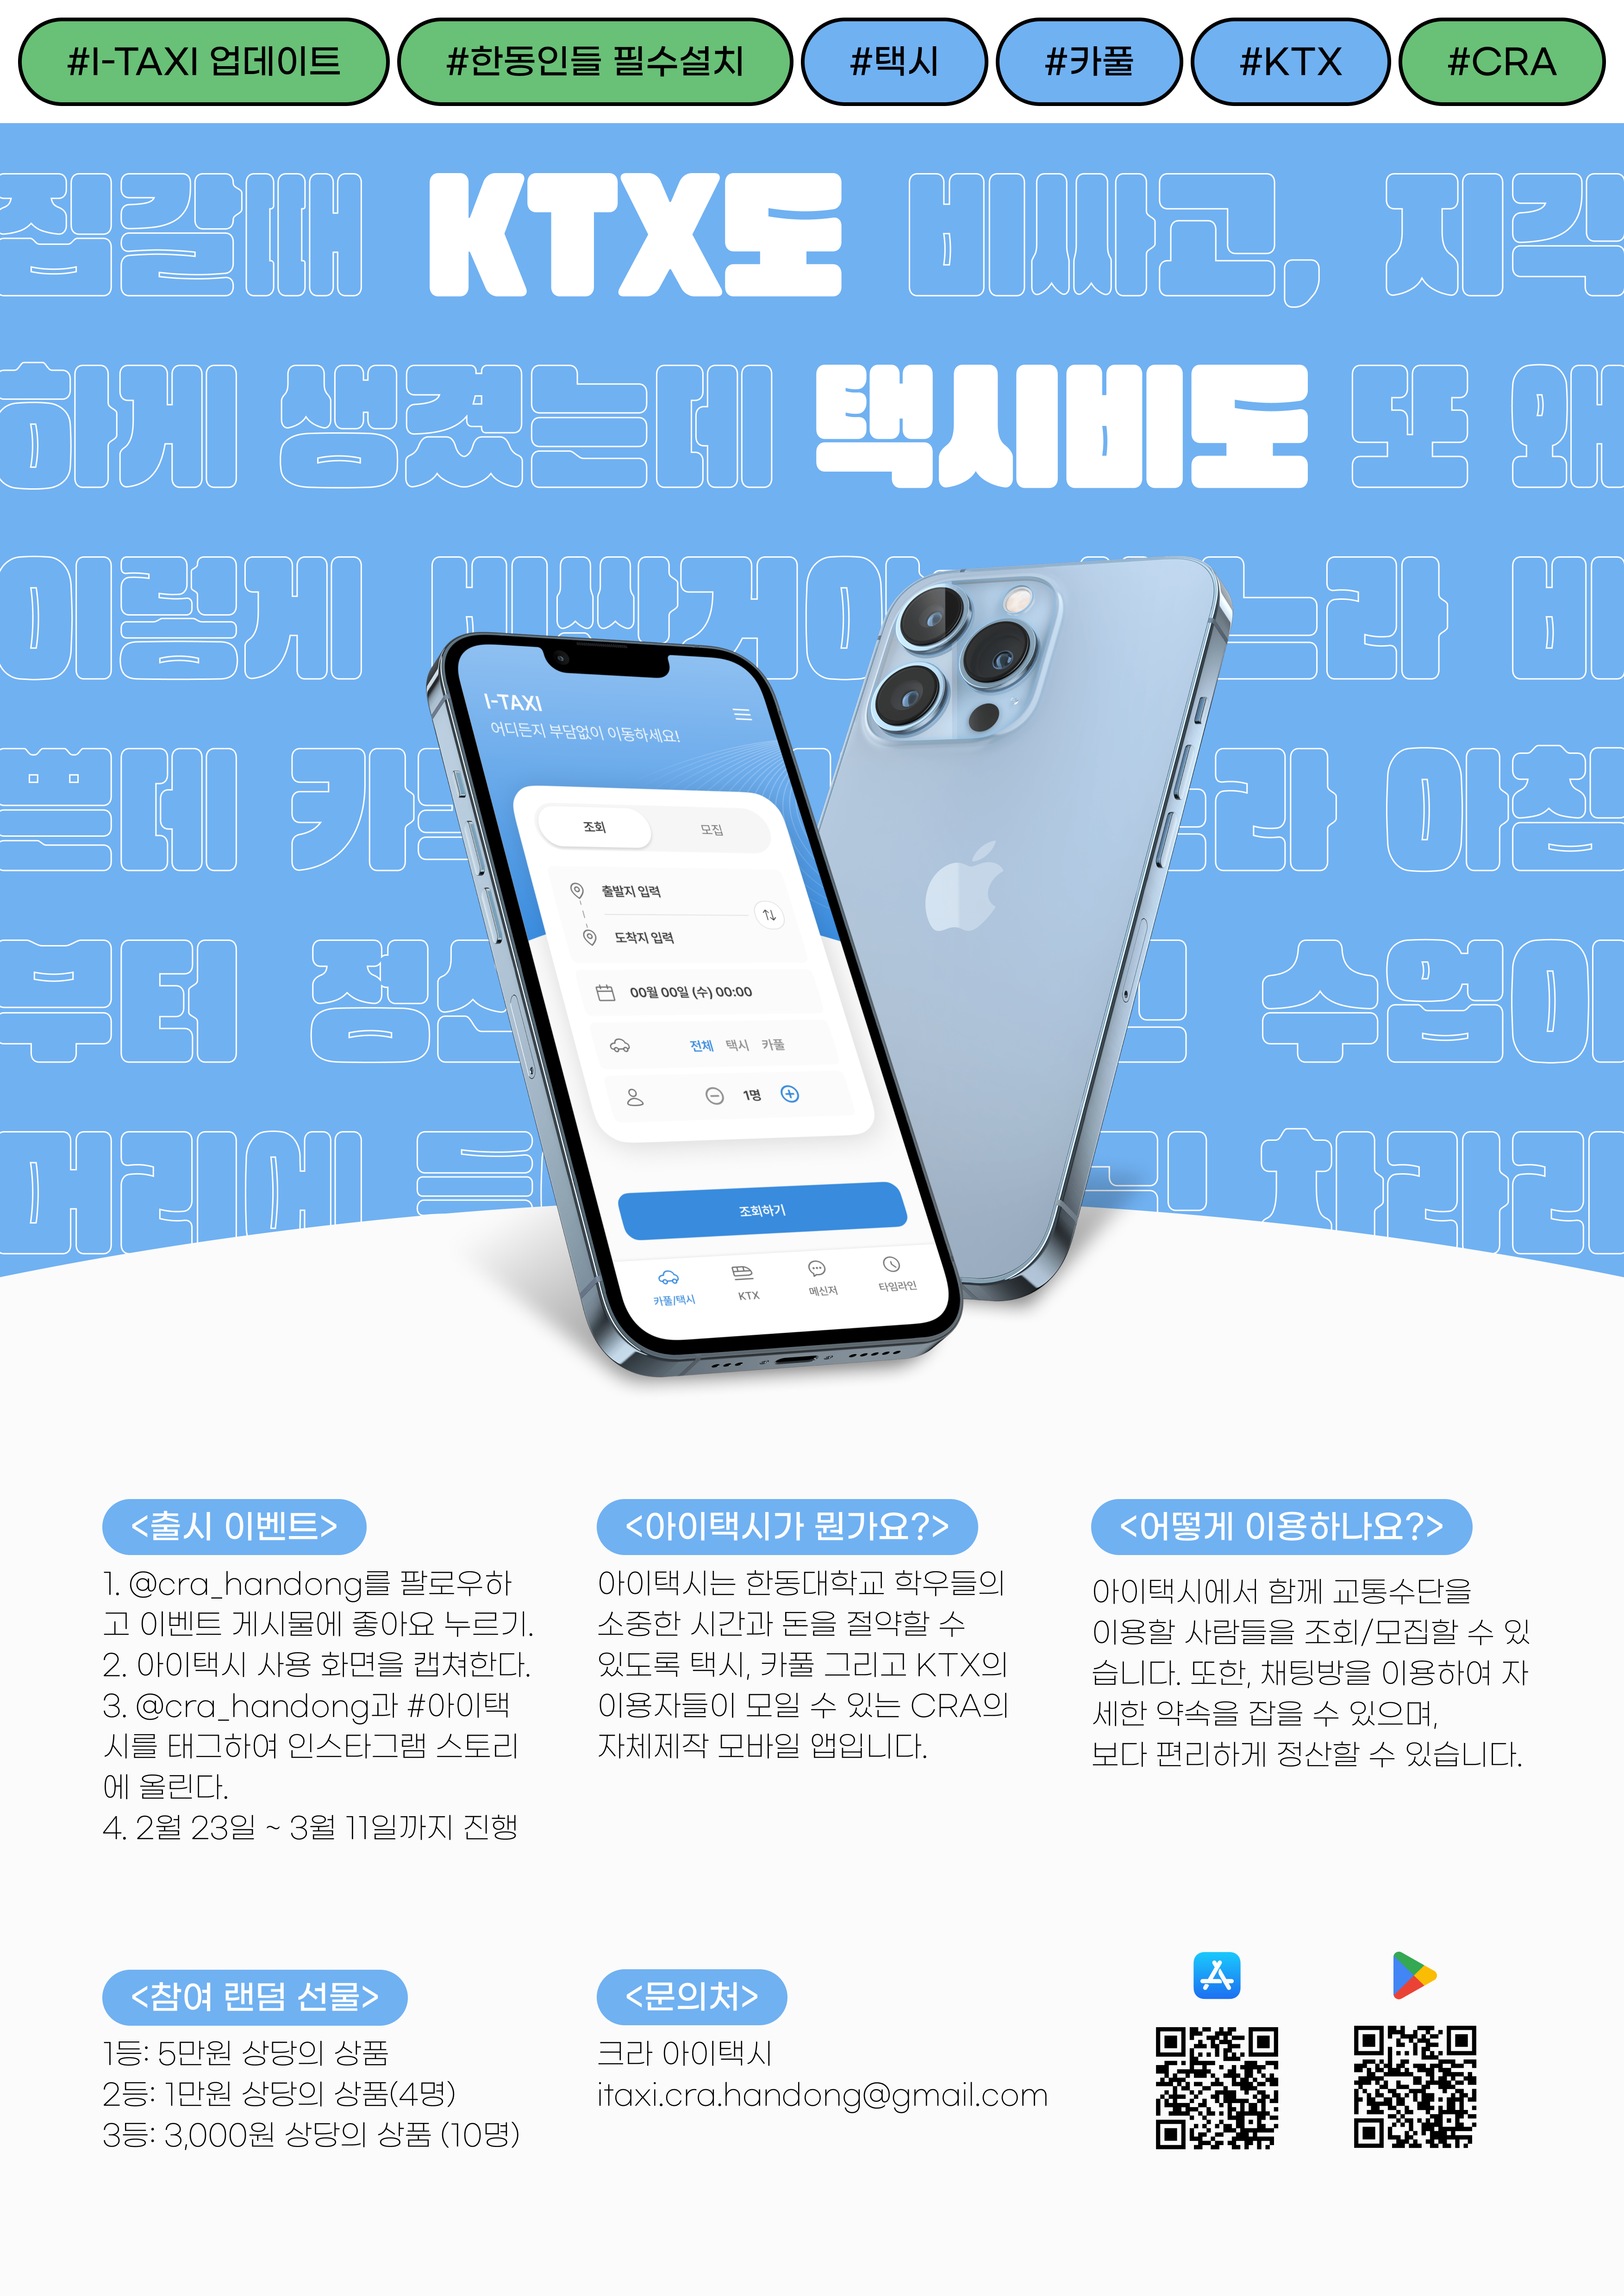 #I-TAXI 업데이트
#한동인들 필수설치
#택시
#카풀
#KTX
#CRA
집갈때 KTX도 비싸고, 지각
하게 생겼는데 택시비도 또 왜
이렇게
쁜데
부터 수업이
머리에 차라리
I-TAXI
어디든지 부담없이 이동하세요!
조회 모집
출발지 입력
도착지 입력
00월 00일 (수) 00:00
전체 택시 카풀
1명
조회하기
카풀/택시 KTX 메신저 타임라인
<출시 이벤트>
1. @cra_handong를 팔로우하
고 이벤트 게시물에 좋아요 누르기.
2. 아이택시 사용 화면을 캡쳐한다.
3. @cra_handong과 #아이택
시를 태그하여 인스타그램 스토리
에 올린다.
4. 2월 23일 ~ 3월 11일까지 진행
<아이택시가 뭔가요?>
아이택시는 한동대학교 학우들의
소중한 시간과 돈을 절약할 수
있도록 택시, 카풀 그리고 KTX의
이용자들이 모일 수 있는 CRA의
자체제작 모바일 앱입니다.
<어떻게 이용하나요?>
아이택시에서 함께 교통수단을
이용할 사람들을 조회/모집할 수 있
습니다. 또한, 채팅방을 이용하여 자
세한 약속을 잡을 수 있으며,
보다 편리하게 정산할 수 있습니다.
<참여 랜덤 선물>
1등: 5만원 상당의 상품
2등: 1만원 상당의 상품(4명)
3등: 3,000원 상당의 상품 (10명)
<문의처>
크라 아이택시
itaxi.cra.handong@gmail.com